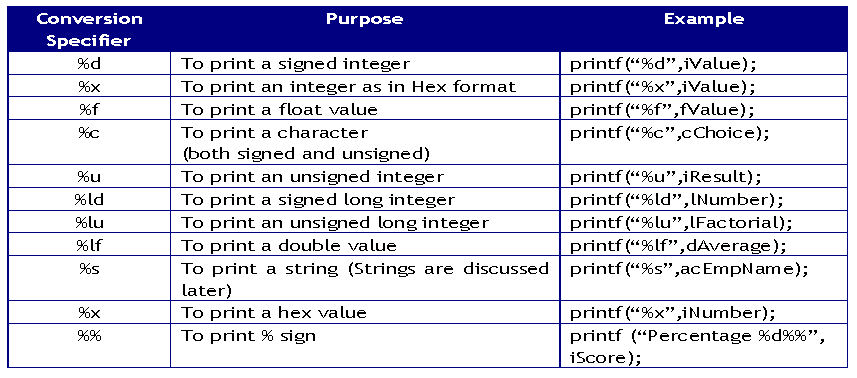 Conversion Specifier Purpose Example
%d To print a signed integer printf(“%d”,iValue);
%x To print an integer as in Hex format printf(“%x”,iValue);
%f To print a float value printf(“%f”,fValue);
%c To print a character printf(“%c”,cChoice);
(both signed and unsigned)
%u To print an unsigned integer printf(“%u”,iResult);
%ld To print a signed long integer printf(“%ld”,lNumber);
%lu To print an unsigned long integer printf(“%lu”,lFactorial);
%lf To print a double value printf(“%lf”,dAverage);
%s To print a string (Strings are discussed printf(“%s”,acEmpName);
later)
%x To print a hex value printf(“%x”,iNumber);
%% To print % sign printf (“Percentage %d%%”,
iScore);